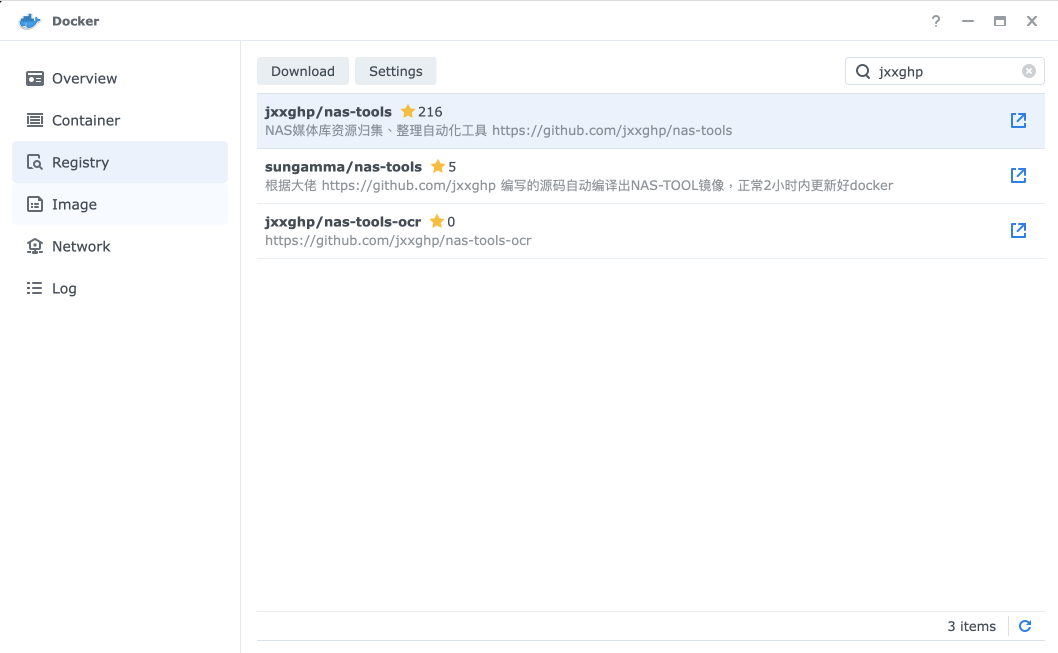 Docker
?
Overview
Container
Registry
Image
Network
Log
Download Settings jxxghp
jxxghp/nas-tools 216
NAS媒体库资源归集、整理自动化工具 https://github.com/jxxghp/nas-tools
sungamma/nas-tools 5
根据大佬 https://github.com/jxxghp 编写的源码自动编译出NAS-TOOL镜像，正常2小时内更新好docker
jxxghp/nas-tools-ocr 0
https://github.com/jxxghp/nas-tools-ocr
3 items